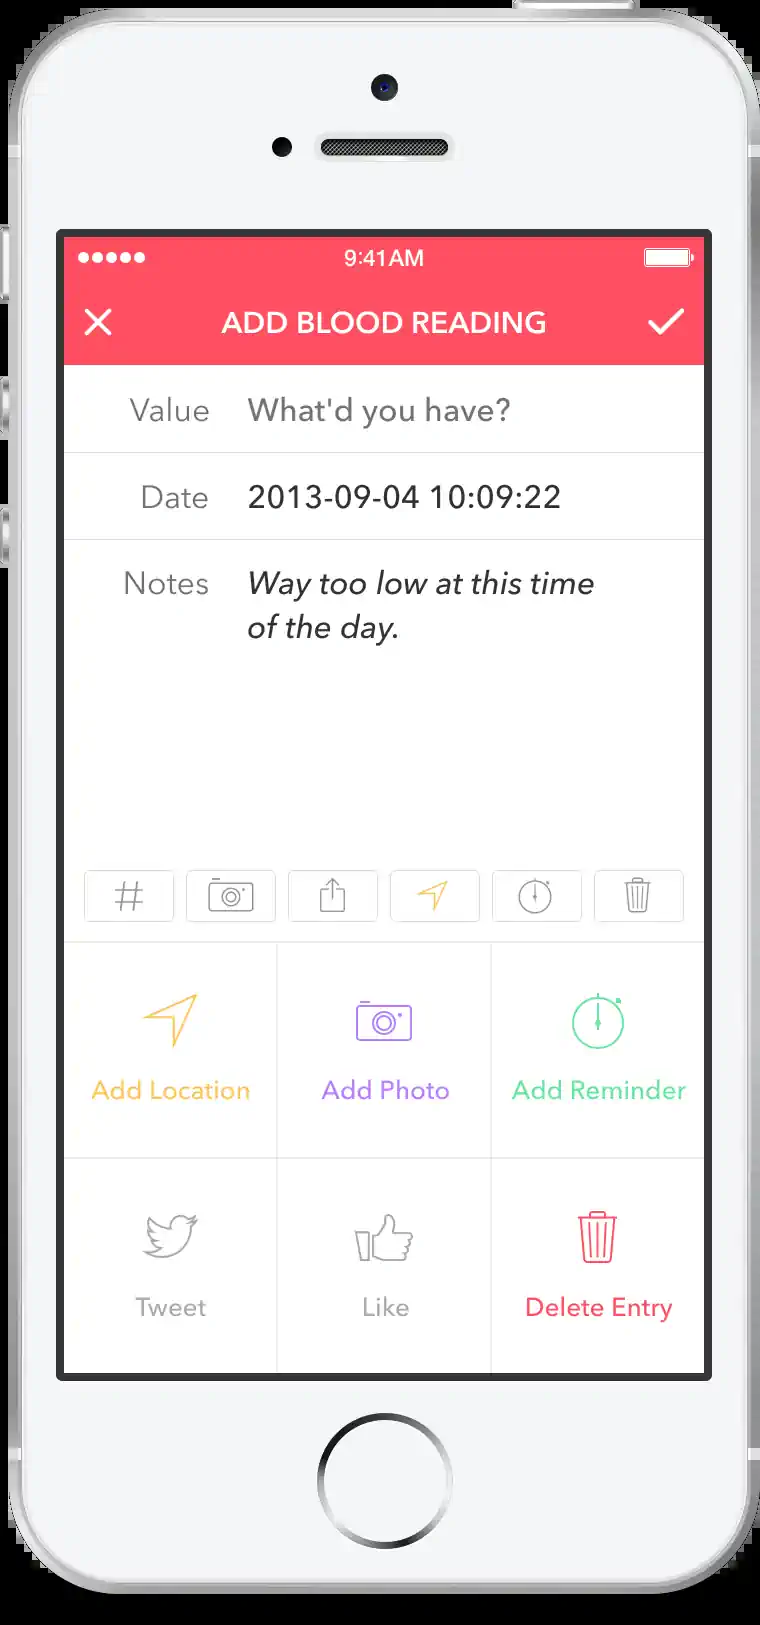 9:41AM
ADD BLOOD READING
Value What'd you have?
Date 2013-09-04 10:09:22
Notes Way too low at this time
of the day.
Add Location Add Photo Add Reminder
Tweet Like Delete Entry